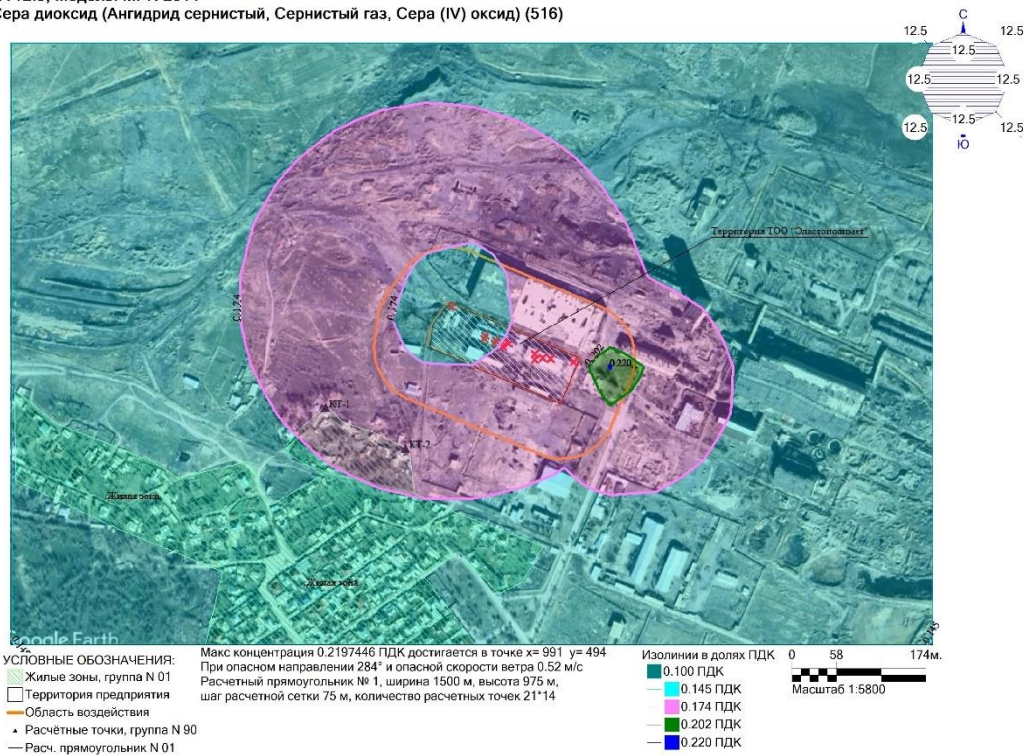 Сера диоксид (Ангидрид сернистый, Сернистый газ, Сера (IV) оксид) (516)
С
12.5
12.5
12.5
12.5
12.5
12.5
12.5
12.5
Ю
Территория ТОО "Эластополимет"
0.174
0.174
0.202
0.220
КТ-1
КТ-2
Жилая зона
Жилая зона
0.145
Google Earth
УСЛОВНЫЕ ОБОЗНАЧЕНИЯ:
Жилые зоны, группа N 01
Территория предприятия
Область воздействия
Расчётные точки, группа N 90
Расч. прямоугольник N 01
Макс концентрация 0.2197446 ПДК достигается в точке x= 991 y= 494
При опасном направлении 284° и опасной скорости ветра 0.52 м/с
Расчетный прямоугольник № 1, ширина 1500 м, высота 975 м,
шаг расчетной сетки 75 м, количество расчетных точек 21*14
Изолинии в долях ПДК
0.100 ПДК
0.145 ПДК
0.174 ПДК
0.202 ПДК
0.220 ПДК
0 58 174м.
Масштаб 1:5800